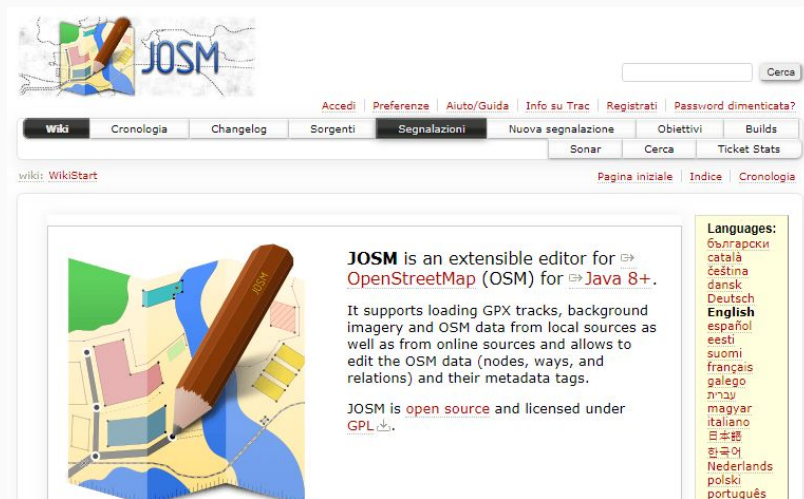 JOSM
Cerca
Accedi Preferenze Aiuto/Guida Info su Trac Registrati Password dimenticata?
Wiki Cronologia Changelog Sorgenti Segnalazioni Nuova segnalazione Obiettivi Builds
Sonar Cerca Ticket Stats
wiki: WikiStart
Pagina iniziale Indice Cronologia
JOSM
JOSM is an extensible editor for
OpenStreetMap (OSM) for Java 8+.
It supports loading GPX tracks, background
imagery and OSM data from local sources as
well as from online sources and allows to
edit the OSM data (nodes, ways, and
relations) and their metadata tags.
JOSM is open source and licensed under
GPL.
Languages:
български
català
čeština
dansk
Deutsch
English
español
eesti
suomi
français
galego
עברית
magyar
italiano
日本語
한국어
Nederlands
polski
português